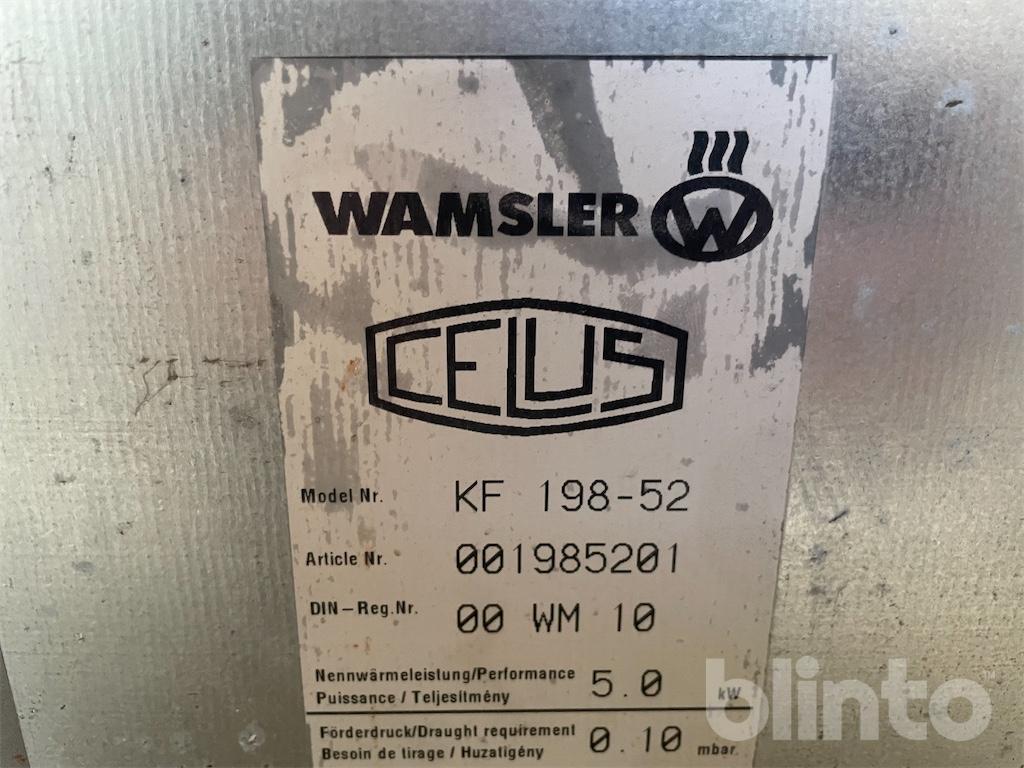 WAMSLER W
CELUS
Model Nr. KF 198-52
Article Nr. 001985201
DIN-Reg.Nr. 00 WM 10
Nennwärmeleistung/Performance
Puissance / Teljesítmény 5.0 kW
Förderdruck/Draught requirement
Besoin de tirage / Huzatigény 0.10 mbar.
blinto™